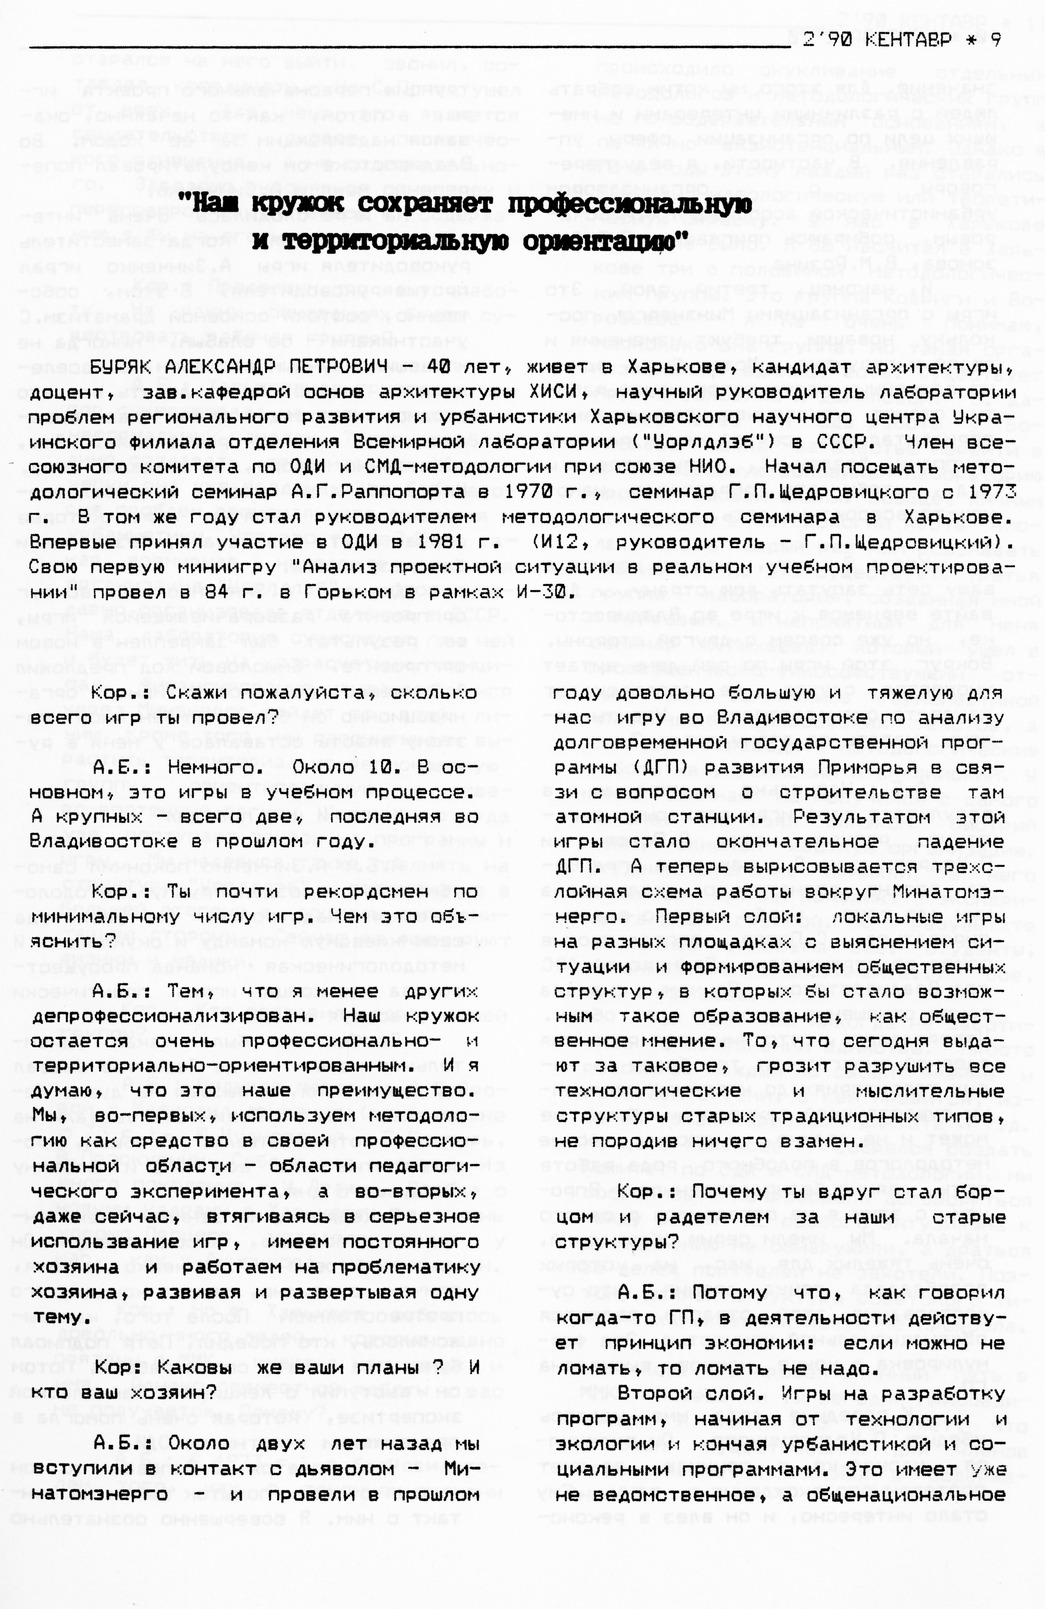 2'90 КЕНТАВР * 9
"Наш кружок сохраняет профессиональную
и территориальную ориентацию"
БУРЯК АЛЕКСАНДР ПЕТРОВИЧ - 40 лет, живет в Харькове, кандидат архитектуры,
доцент, зав.кафедрой основ архитектуры ХИСИ, научный руководитель лаборатории
проблем регионального развития и урбанистики Харьковского научного центра Укра-
инского филиала отделения Всемирной лаборатории ("Уорлдлэб") в СССР. Член все-
союзного комитета по ОДИ и СМД-методологии при союзе НИО. Начал посещать мето-
дологический семинар А.Г.Раппопорта в 1970 г., семинар Г.П.Щедровицкого с 1973
г. В том же году стал руководителем методологического семинара в Харькове.
Впервые принял участие в ОДИ в 1981 г. (И12, руководитель - Г.П.Щедровицкий).
Свою первую миниигру "Анализ проектной ситуации в реальном учебном проектирова-
нии" провел в 84 г. в Горьком в рамках И-30.
Кор.: Скажи пожалуйста, сколько
всего игр ты провел?
А.Б.: Немного. Около 10. В ос-
новном, это игры в учебном процессе.
А крупных - всего две, последняя во
Владивостоке в прошлом году.
Кор.: Ты почти рекордсмен по
минимальному числу игр. Чем это объ-
яснить?
А.Б.: Тем, что я менее других
депрофессионализирован. Наш кружок
остается очень профессионально- и
территориально-ориентированным. И я
думаю, что это наше преимущество.
Мы, во-первых, используем методоло-
гию как средство в своей профессио-
нальной области и области педагоги-
ческого эксперимента, а во-вторых,
даже сейчас, втягиваясь в серьезное
использвание игр, имеем постоянного
хозяина и работаем на проблематику
хозяина, развивая и развертывая одну
тему.
Кор: Каковы же ваши планы ? И
кто ваш хозяин?
А.Б.: Около двух лет назад мы
вступили в контакт с дьяволом - Ми-
натомэнерго - и провели в прошлом
году довольно большую и тяжелую для
нас игру во Владивостоке по анализу
долговременной государственной прог-
раммы (ДГП) развития Приморья в свя-
зи с вопросом о строительстве там
атомной станции. Результатом этой
игры стало окончательное падение
ДГП. А теперь вырисовывается трехс-
лойная схема работы вокруг Минатомэ-
нерго. Первый слой: локальные игры
на разных площадках с выяснением си-
туации и формированием общественных
структур, в которых бы стало возмож-
ным такое образование, как общест-
венное мнение. То, что сегодня выда-
ют за таковое, грозит разрушить все
технологические и мыслительные
структуры старых традиционных типов,
не породив ничего взамен.
Кор.: Почему ты вдруг стал бор-
цом и радетелем за наши старые
структуры?
А.Б.: Потому что, как говорил
когда-то ГП, в деятельности действу-
ет принцип экономии: если можно не
ломать, то ломать не надо.
Второй слой. Игры на разработку
программ, начиная от технологии и
экологии и кончая урбанистикой и со-
циальными программами. Это имеет уже
не ведомственное, а общенациональное